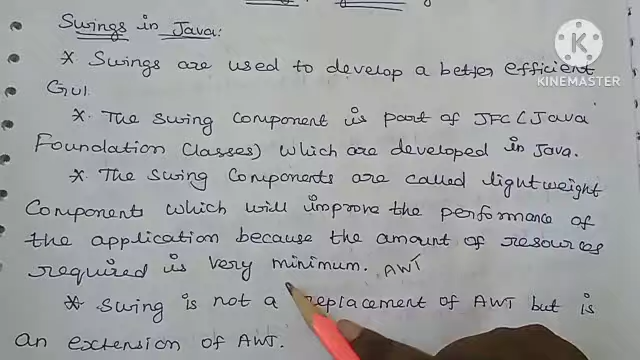 Swings in Java:
* Swings are used to develop a better efficient
GUI.
* The swing component is part of JFC (Java
Foundation Classes) which are developed in Java.
* The swing components are called lightweight
Components which will improve the performance of
the application because the amount of resources
required is very minimum. AWT
* Swing is not a replacement of AWT but is
an extension of AWT.
KINEMASTER